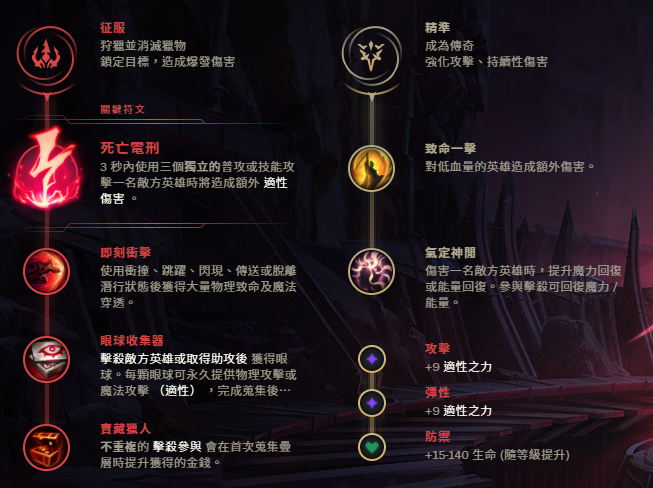 征服
狩獵並消滅獵物
鎖定目標，造成爆發傷害
關鍵符文
死亡電刑
3 秒內使用三個獨立的普攻或技能攻
擊一名敵方英雄時將造成額外 適性
傷害 。
即刻衝擊
使用衝撞、跳躍、閃現、傳送或脫離
潛行狀態後獲得大量物理致命及魔法
穿透。
眼球收集器
擊殺敵方英雄或取得助攻後 獲得眼
球。每顆眼球可永久提供物理攻擊或
魔法攻擊 （適性） ，完成蒐集後…
寶藏獵人
不重複的 擊殺參與 會在首次蒐集疊
層時提升獲得的金錢。
精準
成為傳奇
強化攻擊、持續性傷害
致命一擊
對低血量的英雄造成額外傷害。
氣定神閒
傷害一名敵方英雄時，提升魔力回復
或能量回復。參與擊殺可回復魔力 /
能量。
攻擊
+9 適性之力
彈性
+9 適性之力
防禦
+15-140 生命 (隨等級提升)